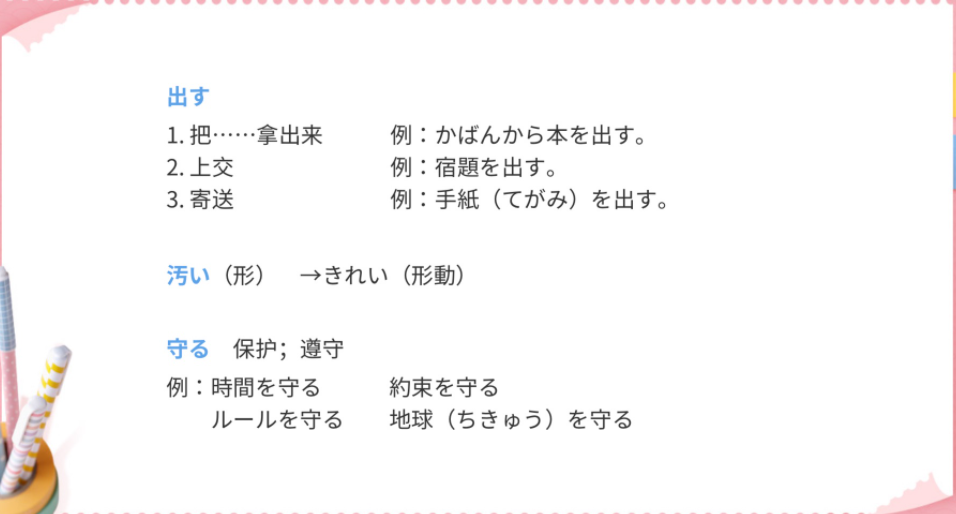 出す
1. 把……拿出来 例：かばんから本を出す。
2. 上交 例：宿題を出す。
3. 寄送 例：手紙（てがみ）を出す。
汚い（形） →きれい（形動）
守る 保护；遵守
例：時間を守る 約束を守る
ルールを守る 地球（ちきゅう）を守る